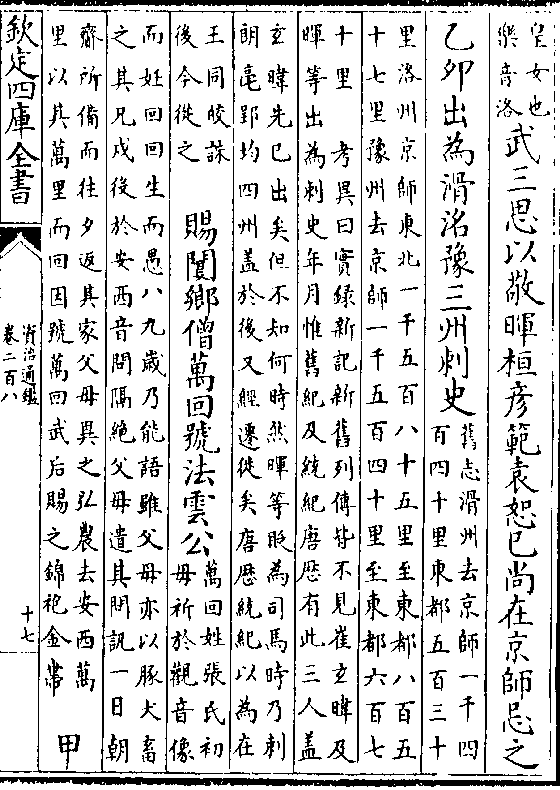 皇女也
樂音洛
武三思以敬暉桓彦範袁恕已尚在京師忌之
乙夘出為滑洺豫三州刺史
舊志滑州去京師一千四
百四十里東都五百三十
里洛州京師東北一千五百八十五里至東都八百五
十七里豫州去京師一千五百四十里至東都六百七
十里　考異曰實録新記新舊列傳皆不見崔玄暐及
暉等出為刺史年月惟舊紀及統紀唐歴有此三人盖
玄暐先已出矣但不知何時然暉等貶為司馬時乃刺
朗亳郢均四州盖於後又經遷徙矣唐歴統紀以為在
王同皎誅
後今從之
賜閿鄉僧萬回號法雲公
萬回姓張氏初
母祈於觀音像
而姙回回生而愚八九歳乃能語雖父母亦以豚犬畜
之其兄戍役於安西音問隔絶父母遣其問訊一日朝
齎所備而往夕返其家父母異之弘農去安西萬
里以其萬里而回因號萬回武后賜之錦袍金帶
甲
欽定四庫全書
資治通鑑
卷二百八
十七